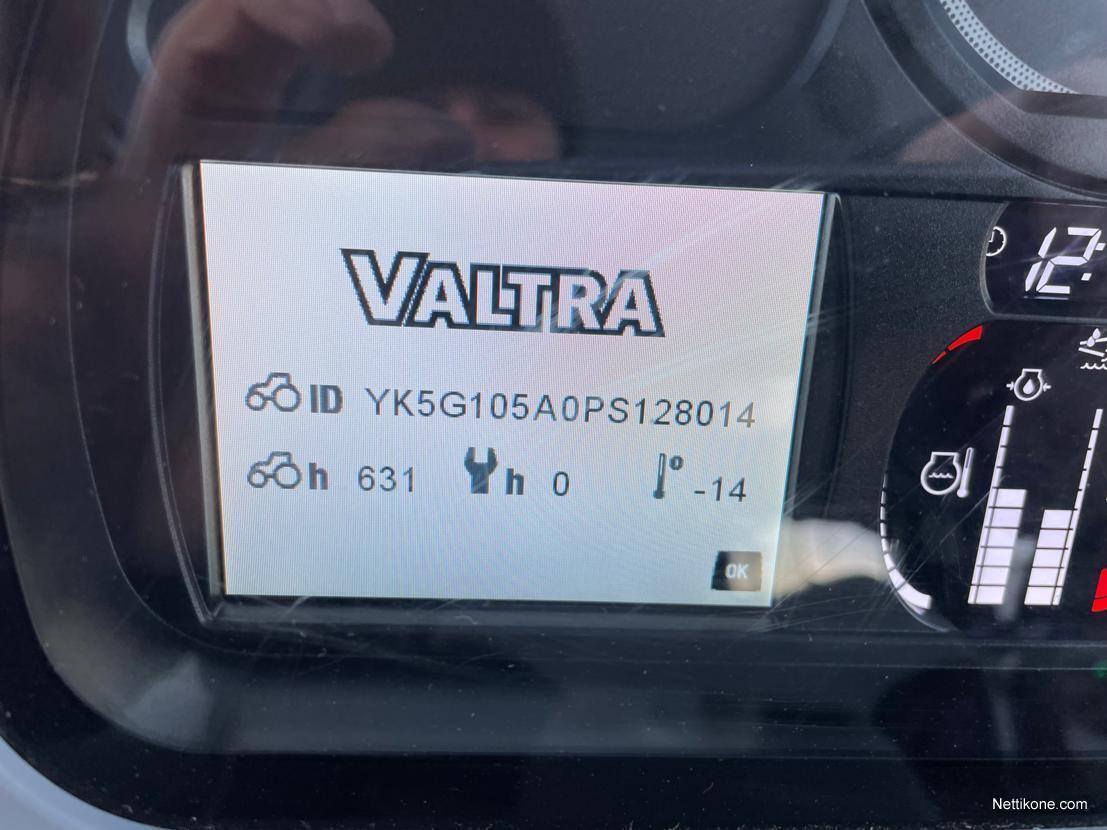 VALTRA
ID YK5G105A0PS128014
h 631 h 0 -14
OK
12:
Nettikone.com